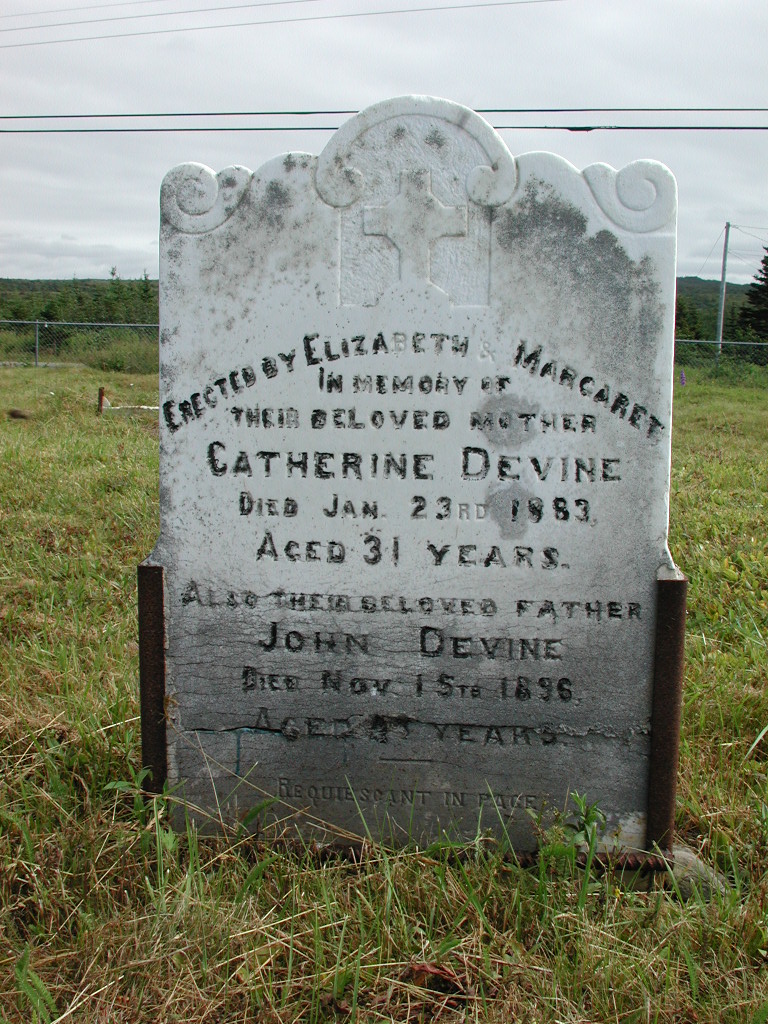 ERECTED BY ELIZABETH & MARGARET
IN MEMORY OF
THEIR BELOVED MOTHER
CATHERINE DEVINE
DIED JAN. 23RD 1883.
AGED 31 YEARS.
ALSO THEIR BELOVED FATHER
JOHN DEVINE
DIED NOV. 15TH 1896.
AGED YEARS.
REQUIESCANT IN PACE